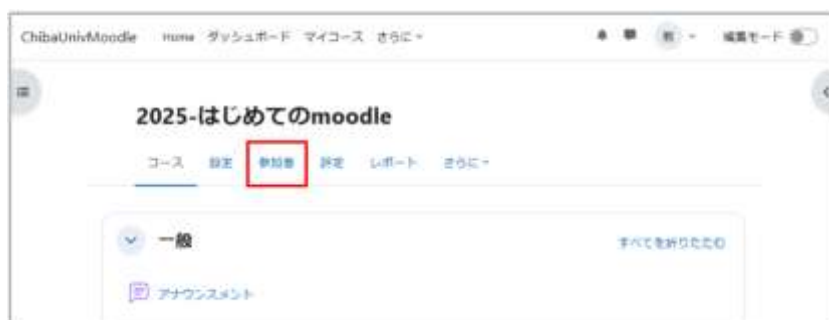 ChibaUnivMoodle Home ダッシュボード マイコース さらに 編集モード
2025-はじめてのmoodle
コース 設定 参加者 評定 レポート さらに
一般 すべてを折りたたむ
アナウンスメント